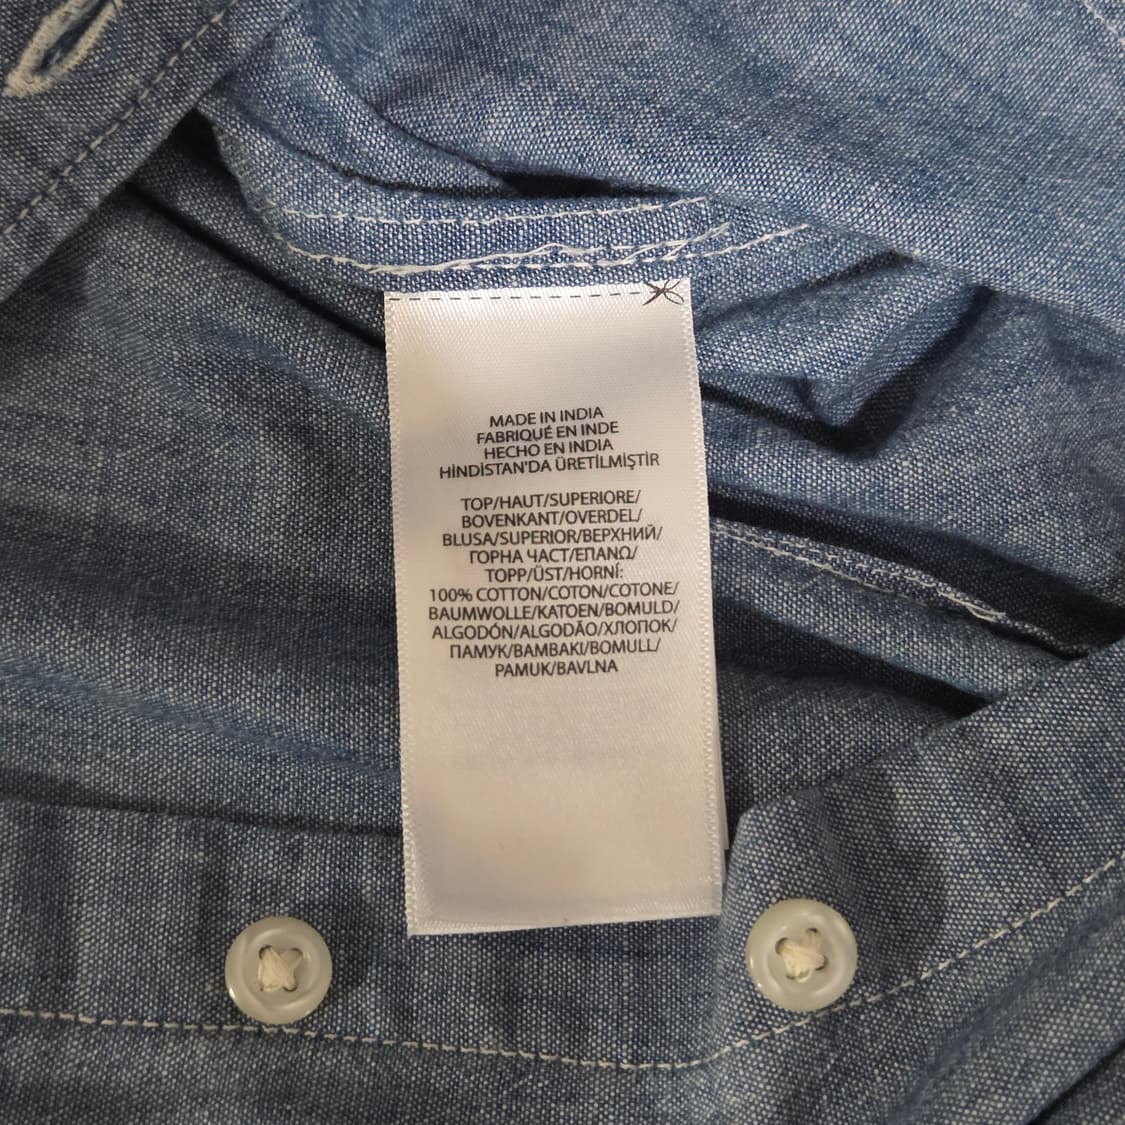 MADE IN INDIA
FABRIQUÉ EN INDE
HECHO EN INDIA
HİNDİSTAN'DA ÜRETİLMİŞTİR
TOP/HAUT/SUPERIORE/
BOVENKANT/OVERDEL/
BLUSA/SUPERIOR/ВЕРХНИЙ/
ГОРНА ЧАСТ/ΕΠΑΝΩ/
TOPP/ÜST/HORNÍ:
100% COTTON/COTON/COTONE/
BAUMWOLLE/KATOEN/BOMULD/
ALGODÓN/ALGODÃO/ХЛОПОК/
ПАМУК/ΒΑΜΒΑΚΙ/BOMULL/
PAMUK/BAVLNA